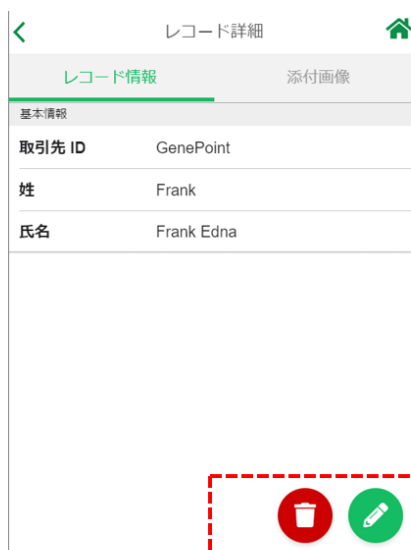 レコード詳細
レコード情報 添付画像
基本情報
取引先 ID GenePoint
姓 Frank
氏名 Frank Edna